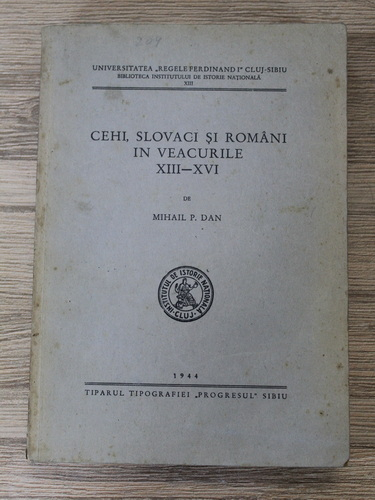 UNIVERSITATEA „REGELE FERDINAND I" CLUJ-SIBIU
BIBLIOTECA INSTITUTULUI DE ISTORIE NAȚIONALĂ
XIII
CEHI, SLOVACI ȘI ROMÂNI
IN VEACURILE
XIII—XVI
DE
MIHAIL P. DAN
INSTITUTUL DE ISTORIE NAȚIONALĂ
·CLUJ·
1944
TIPARUL TIPOGRAFIEI „PROGRESUL" SIBIU